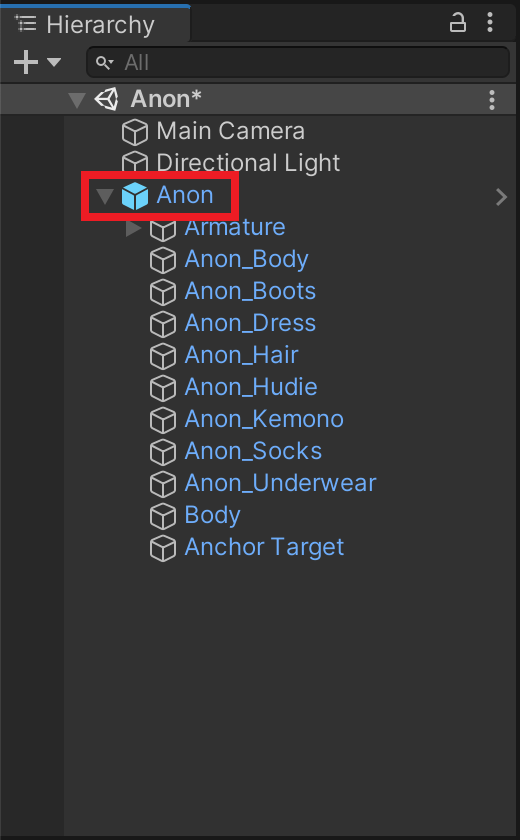 Hierarchy
All
Anon*
Main Camera
Directional Light
Anon
Armature
Anon_Body
Anon_Boots
Anon_Dress
Anon_Hair
Anon_Hudie
Anon_Kemono
Anon_Socks
Anon_Underwear
Body
Anchor Target